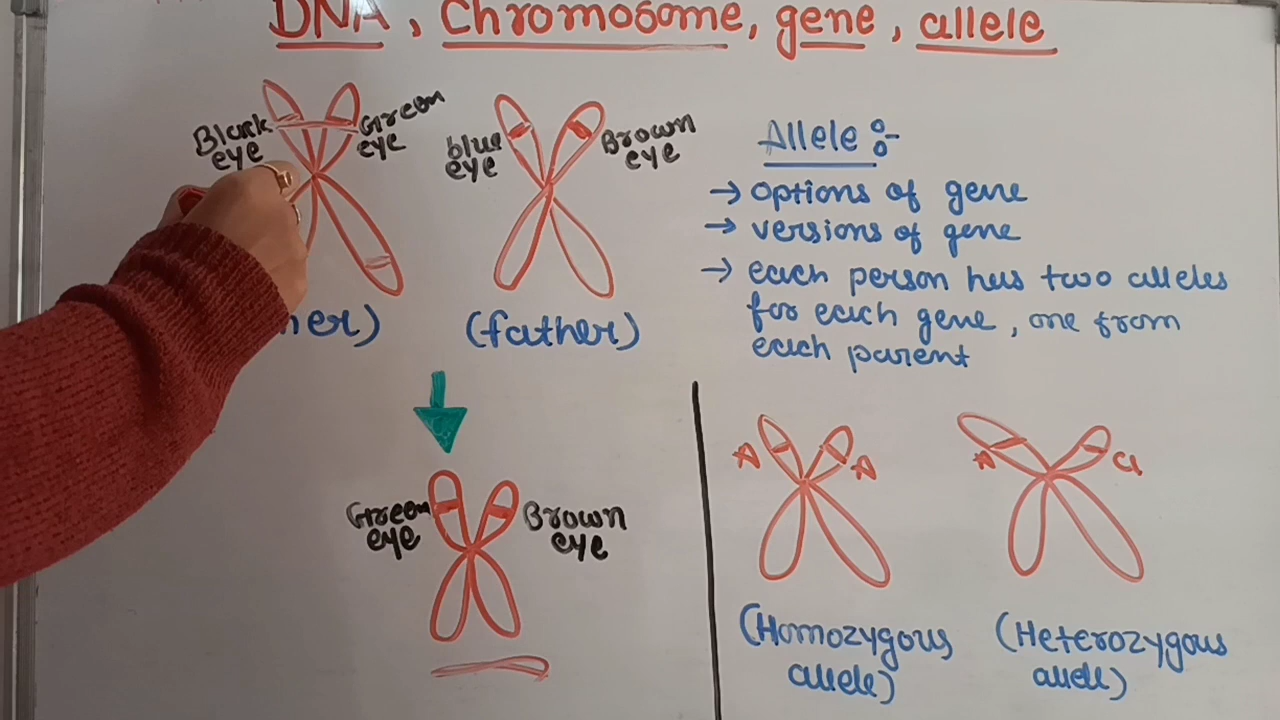 DNA, Chromosome, gene, allele
Black
eye
Green
eye
blue
eye
Brown
eye
(father)
Allele :-
→ options of gene
→ versions of gene
→ each person has two alleles
for each gene, one from
each parent
Green
eye
Brown
eye
A
A
A
a
(Homozygous
allele)
(Heterozygous
allele)